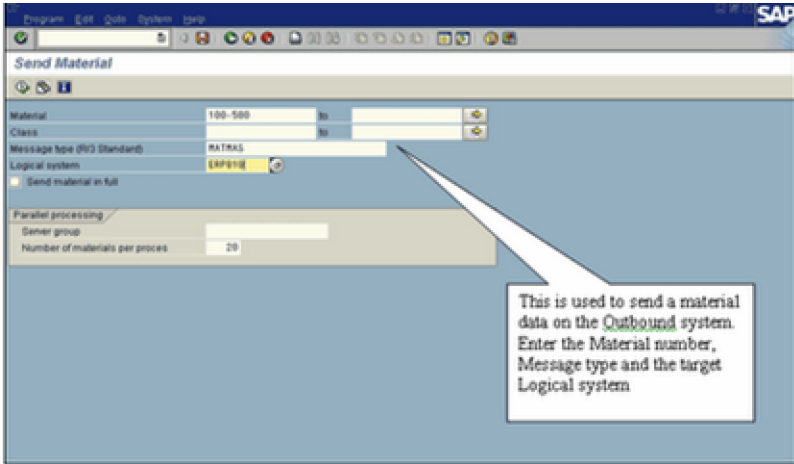 Program Edit Goto System Help
SAP
Send Material
Material 100-500 to
Class to
Message type (R/3 Standard) MATMAS
Logical system ERP810
Send material in full
Parallel processing
Server group
Number of materials per proces 20
This is used to send a material
data on the Outbound system.
Enter the Material number,
Message type and the target
Logical system